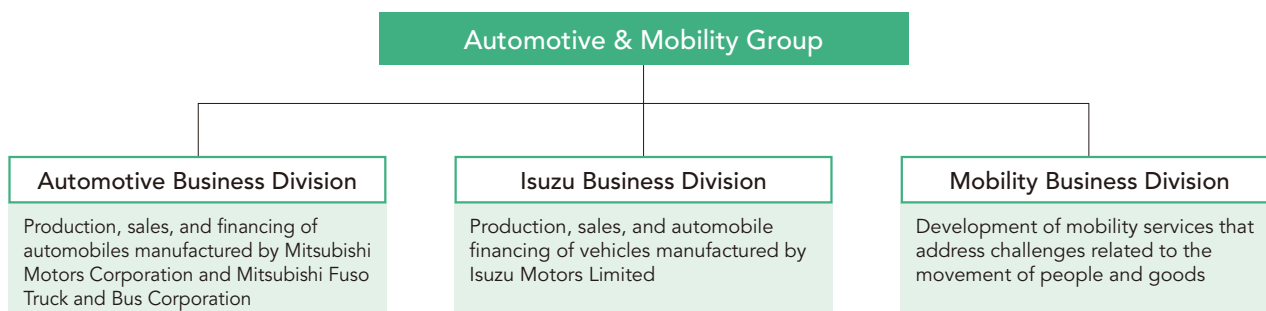 Automotive & Mobility Group
Automotive Business Division
Production, sales, and financing of
automobiles manufactured by Mitsubishi
Motors Corporation and Mitsubishi Fuso
Truck and Bus Corporation
Isuzu Business Division
Production, sales, and automobile
financing of vehicles manufactured by
Isuzu Motors Limited
Mobility Business Division
Development of mobility services that
address challenges related to the
movement of people and goods